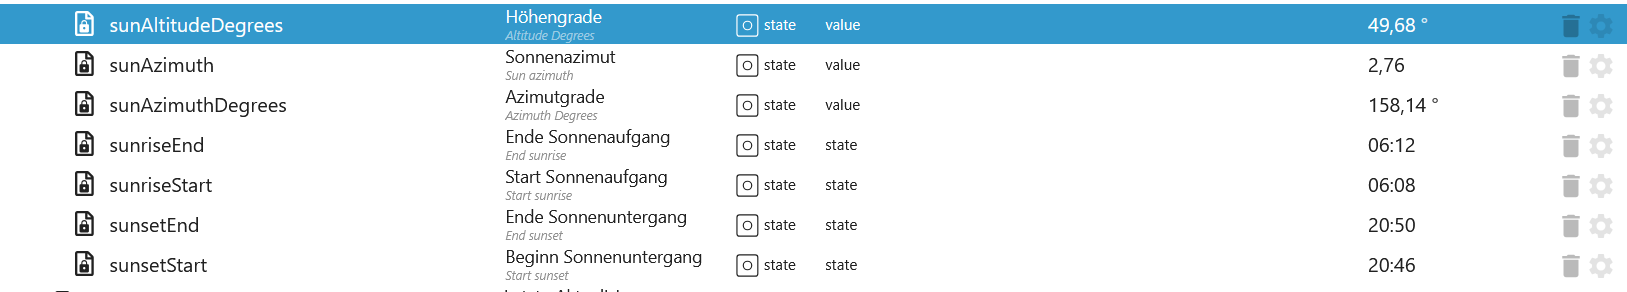 sunAltitudeDegrees Höhengrade state value 49,68 °
Altitude Degrees
sunAzimuth Sonnenazimut state value 2,76
Sun azimuth
sunAzimuthDegrees Azimutgrade state value 158,14 °
Azimuth Degrees
sunriseEnd Ende Sonnenaufgang state state 06:12
End sunrise
sunriseStart Start Sonnenaufgang state state 06:08
Start sunrise
sunsetEnd Ende Sonnenuntergang state state 20:50
End sunset
sunsetStart Beginn Sonnenuntergang state state 20:46
Start sunset